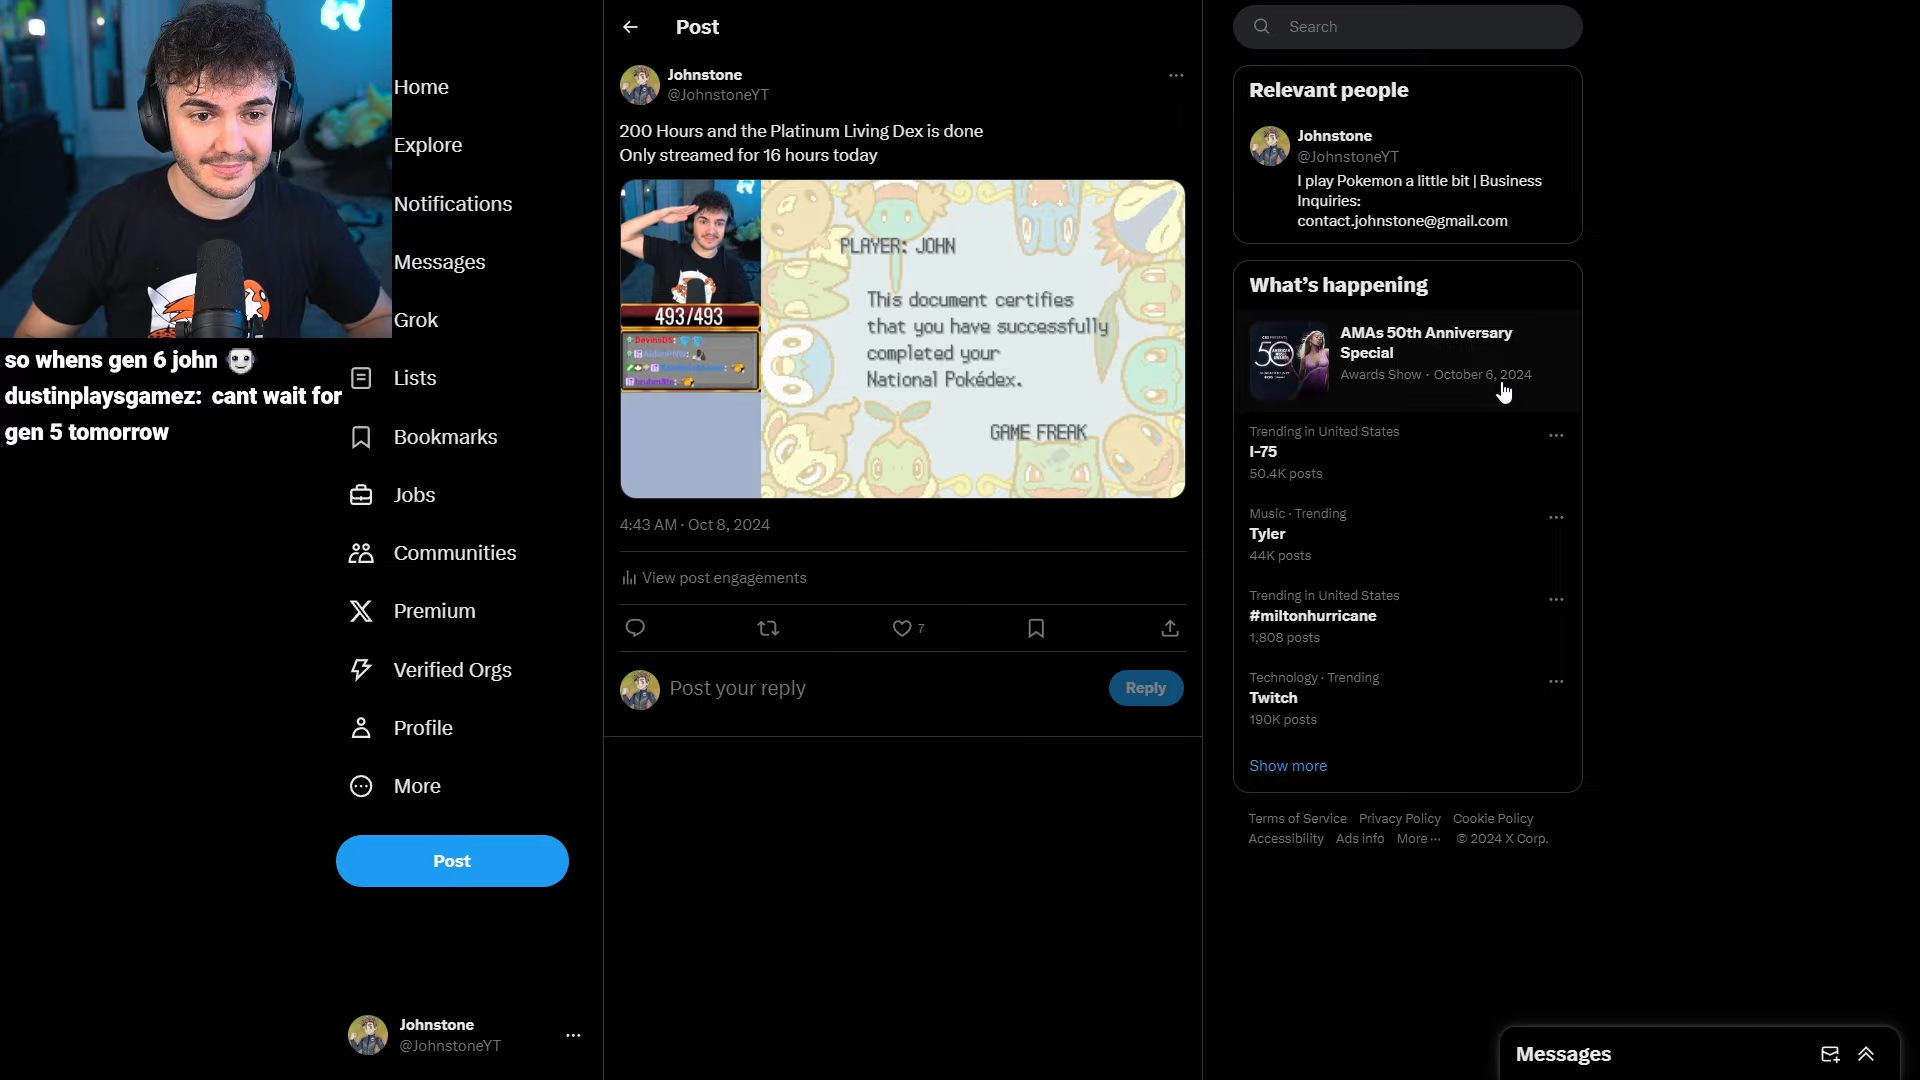 so whens gen 6 john
dustinplaysgamez: cant wait for
gen 5 tomorrow
Home
Explore
Notifications
Messages
Grok
Lists
Bookmarks
Jobs
Communities
Premium
Verified Orgs
Profile
More
Post
Johnstone
@JohnstoneYT
Post
Johnstone
@JohnstoneYT
200 Hours and the Platinum Living Dex is done
Only streamed for 16 hours today
493/493
DevinsDS:
PLAYER: JOHN
This document certifies
that you have successfully
completed your
National Pokédex.
GAME FREAK
4:43 AM · Oct 8, 2024
View post engagements
7
Post your reply
Reply
Search
Relevant people
Johnstone
@JohnstoneYT
I play Pokemon a little bit | Business
Inquiries:
contact.johnstone@gmail.com
What's happening
50
AMAs 50th Anniversary
Special
Awards Show · October 6, 2024
Trending in United States
I-75
50.4K posts
Music · Trending
Tyler
44K posts
Trending in United States
#miltonhurricane
1,808 posts
Technology · Trending
Twitch
190K posts
Show more
Terms of Service Privacy Policy Cookie Policy
Accessibility Ads info More ··· © 2024 X Corp.
Messages